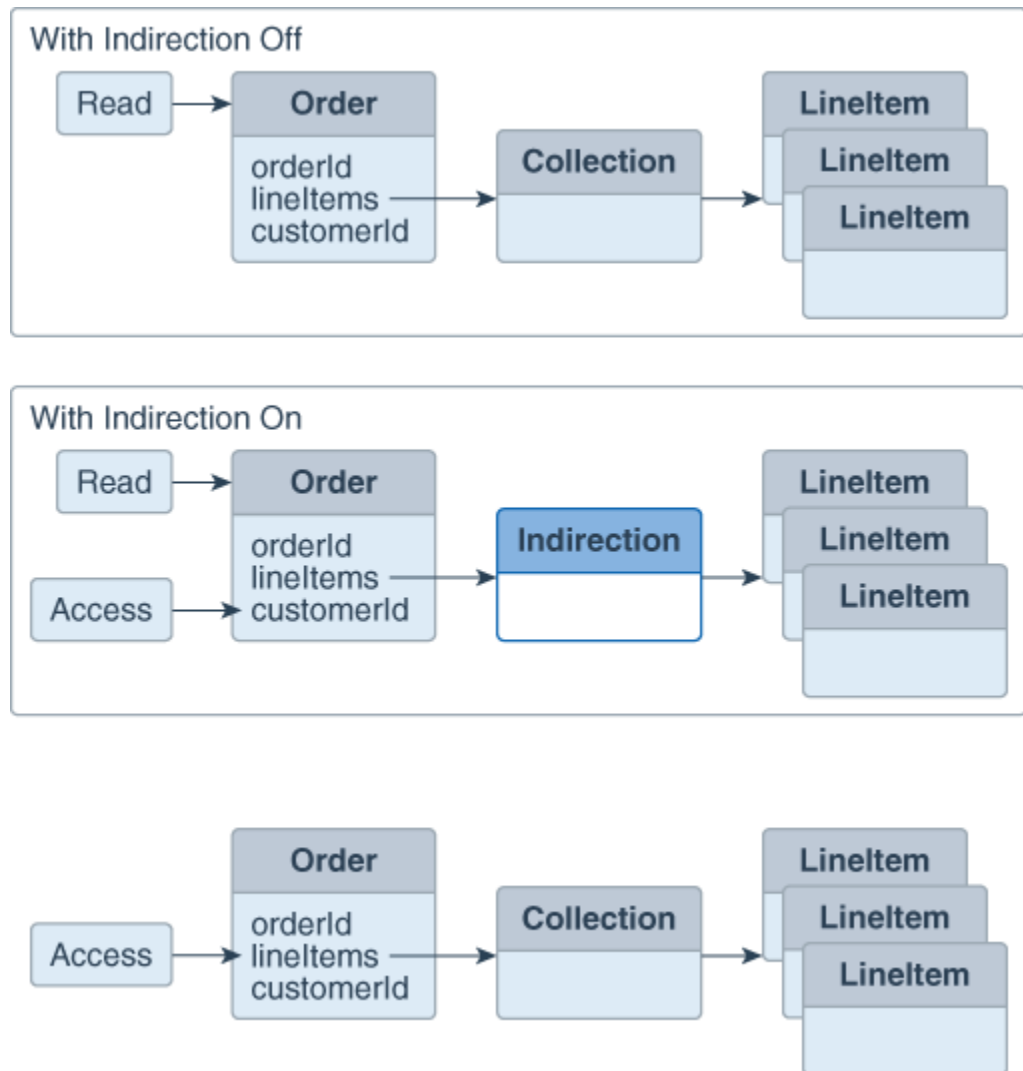 With Indirection Off
Read
Order
orderId
lineItems
customerId
Collection
LineItem
LineItem
LineItem
With Indirection On
Read
Access
Order
orderId
lineItems
customerId
Indirection
LineItem
LineItem
LineItem
Access
Order
orderId
lineItems
customerId
Collection
LineItem
LineItem
LineItem